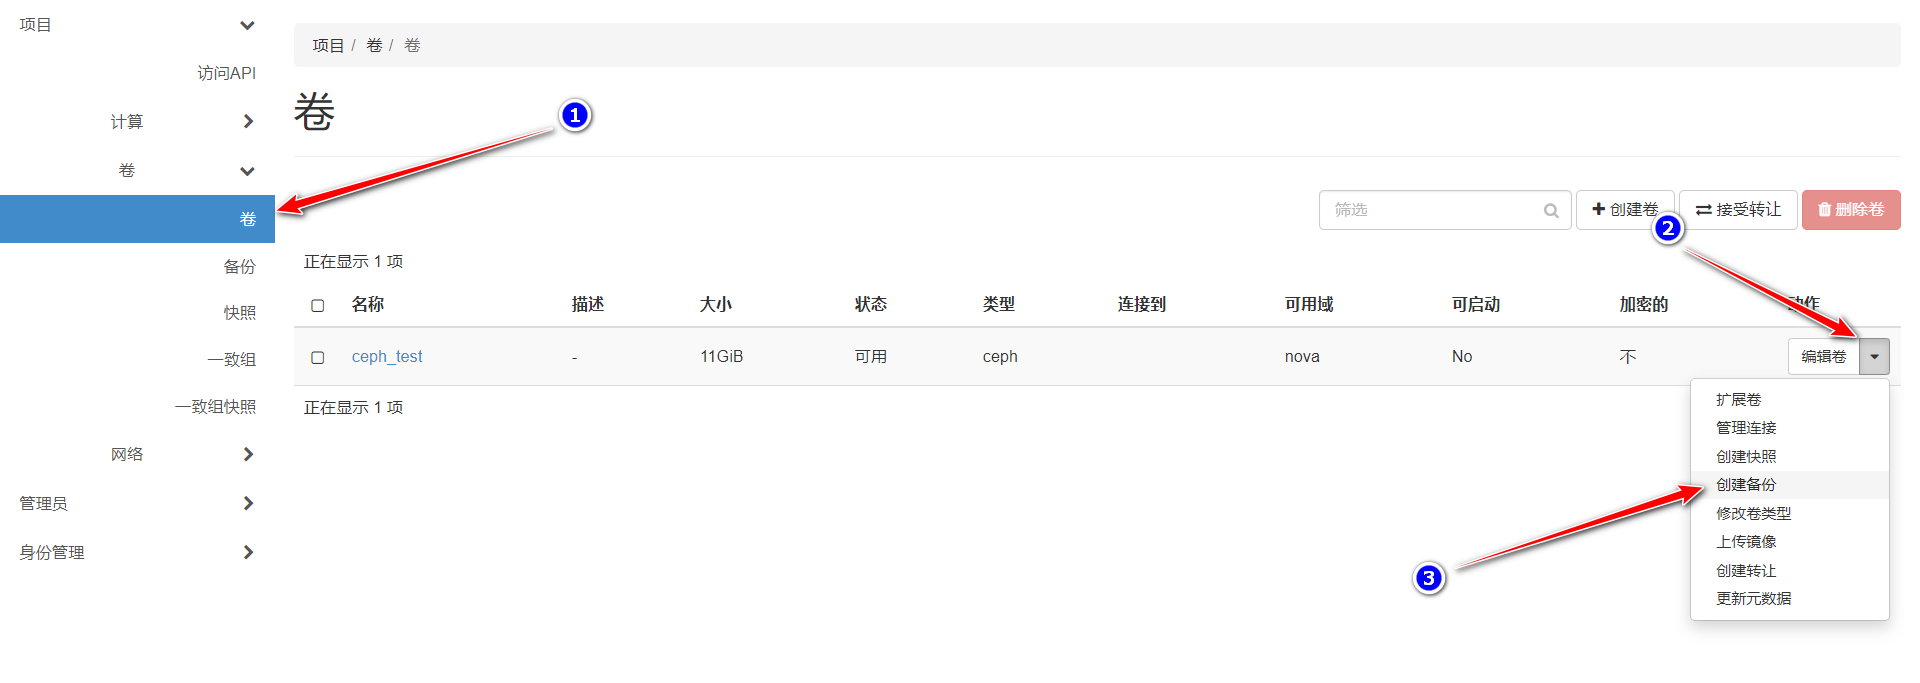 项目
访问API
计算
卷
卷
备份
快照
一致组
一致组快照
网络
管理员
身份管理
项目 / 卷 / 卷
卷
1
筛选
创建卷
接受转让
删除卷
2
正在显示 1 项
名称 描述 大小 状态 类型 连接到 可用域 可启动 加密的 动作
ceph_test - 11GiB 可用 ceph nova No 不 编辑卷
正在显示 1 项
扩展卷
管理连接
创建快照
创建备份
修改卷类型
上传镜像
创建转让
更新元数据
3